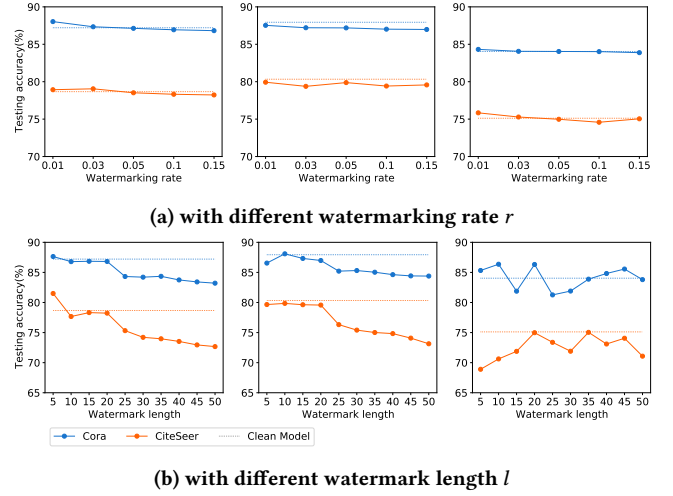 90
85
80
75
70
Testing accuracy(%)
0.01 0.03 0.05 0.1 0.15
Watermarking rate
90
85
80
75
70
0.01 0.03 0.05 0.1 0.15
Watermarking rate
90
85
80
75
70
0.01 0.03 0.05 0.1 0.15
Watermarking rate
(a) with different watermarking rate r
90
85
80
75
70
65
Testing accuracy(%)
5 10 15 20 25 30 35 40 45 50
Watermark length
90
85
80
75
70
65
5 10 15 20 25 30 35 40 45 50
Watermark length
90
85
80
75
70
65
5 10 15 20 25 30 35 40 45 50
Watermark length
Cora CiteSeer Clean Model
(b) with different watermark length l